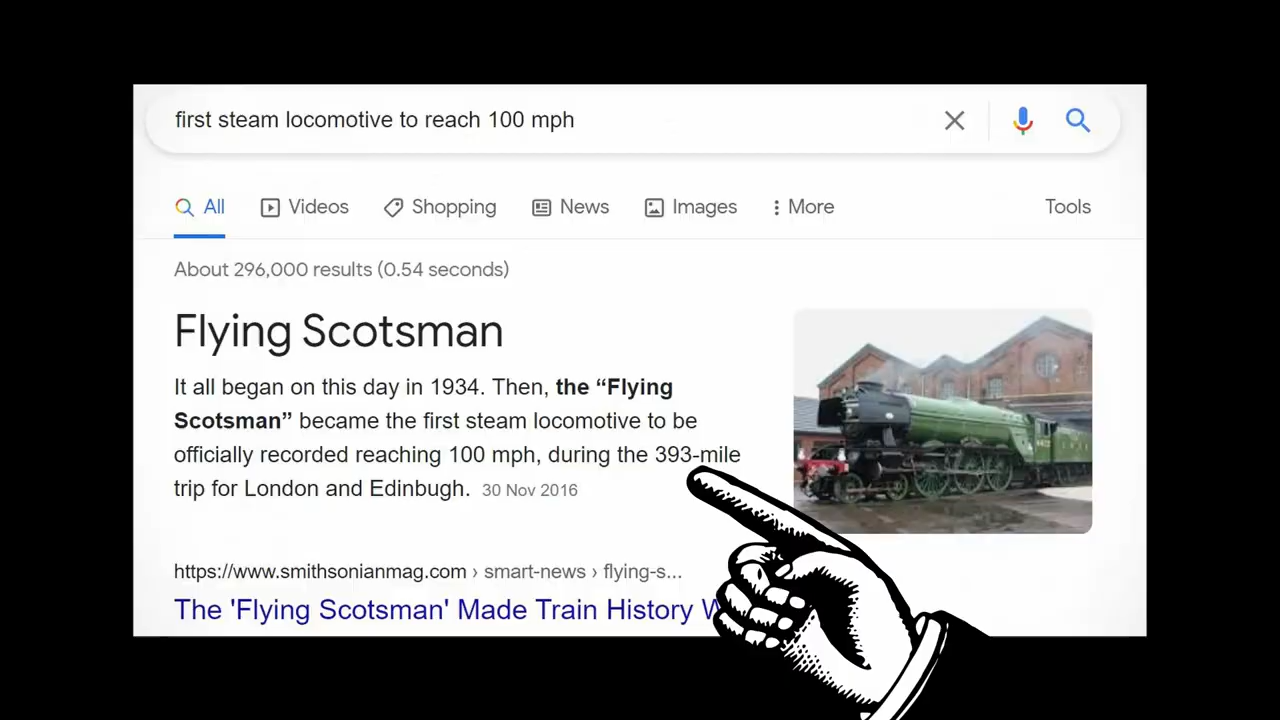 first steam locomotive to reach 100 mph
All Videos Shopping News Images More Tools
About 296,000 results (0.54 seconds)
Flying Scotsman
It all began on this day in 1934. Then, the “Flying
Scotsman” became the first steam locomotive to be
officially recorded reaching 100 mph, during the 393-mile
trip for London and Edinbugh. 30 Nov 2016
https://www.smithsonianmag.com › smart-news › flying-s...
The 'Flying Scotsman' Made Train History